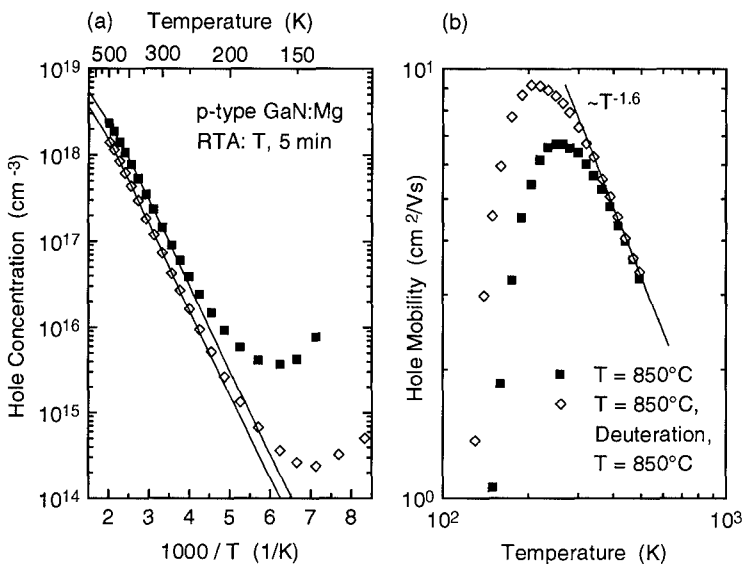 (a) Temperature (K)
500 300 200 150
10^19
10^18
10^17
10^16
10^15
10^14
Hole Concentration (cm^-3)
p-type GaN:Mg
RTA: T, 5 min
2 3 4 5 6 7 8
1000 / T (1/K)
(b)
10^1
10^0
Hole Mobility (cm^2/Vs)
~T^-1.6
■ T = 850°C
◇ T = 850°C,
Deuteration,
T = 850°C
10^2 10^3
Temperature (K)